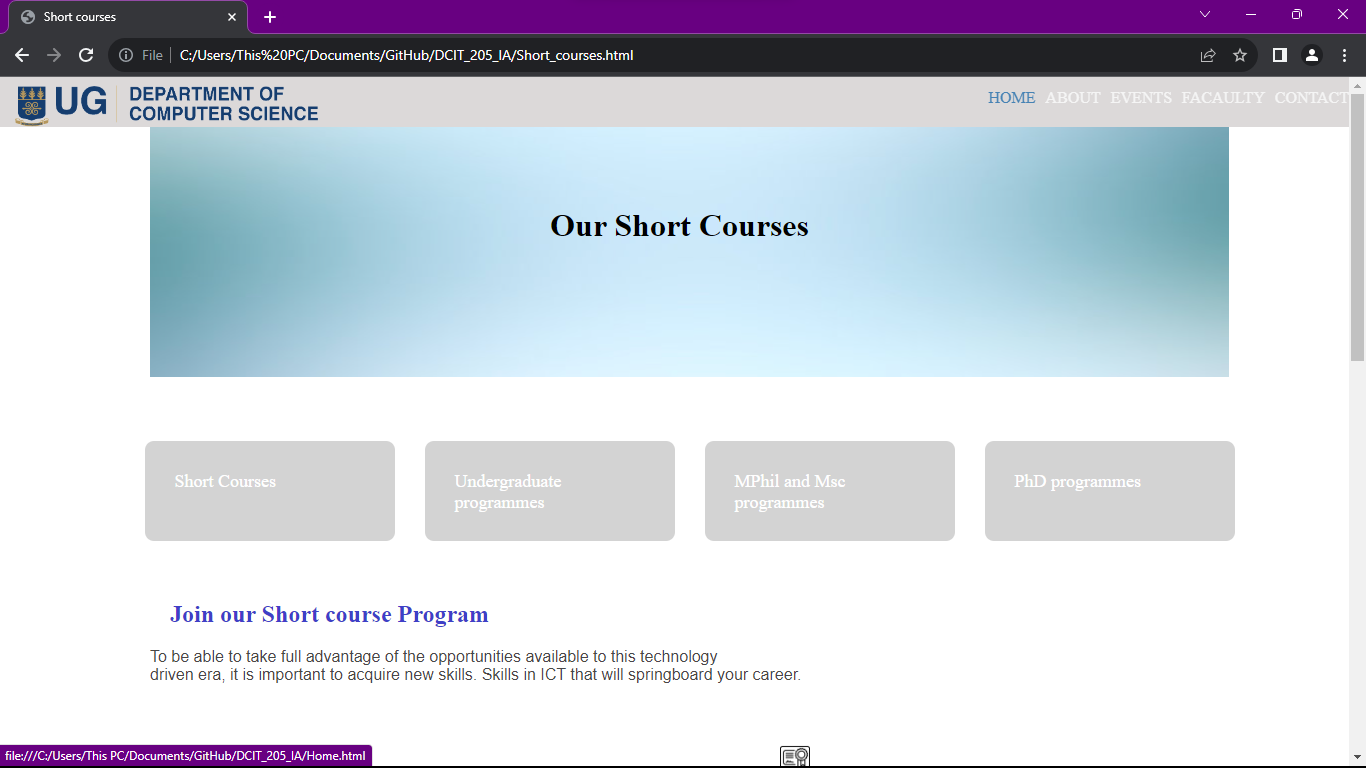 Short courses
File
C:/Users/This%20PC/Documents/GitHub/DCIT_205_IA/Short_courses.html
UG
DEPARTMENT OF
COMPUTER SCIENCE
HOME ABOUT EVENTS FACAULTY CONTACT
Our Short Courses
Short Courses
Undergraduate
programmes
MPhil and Msc
programmes
PhD programmes
Join our Short course Program
To be able to take full advantage of the opportunities available to this technology
driven era, it is important to acquire new skills. Skills in ICT that will springboard your career.
file:///C:/Users/This PC/Documents/GitHub/DCIT_205_IA/Home.html